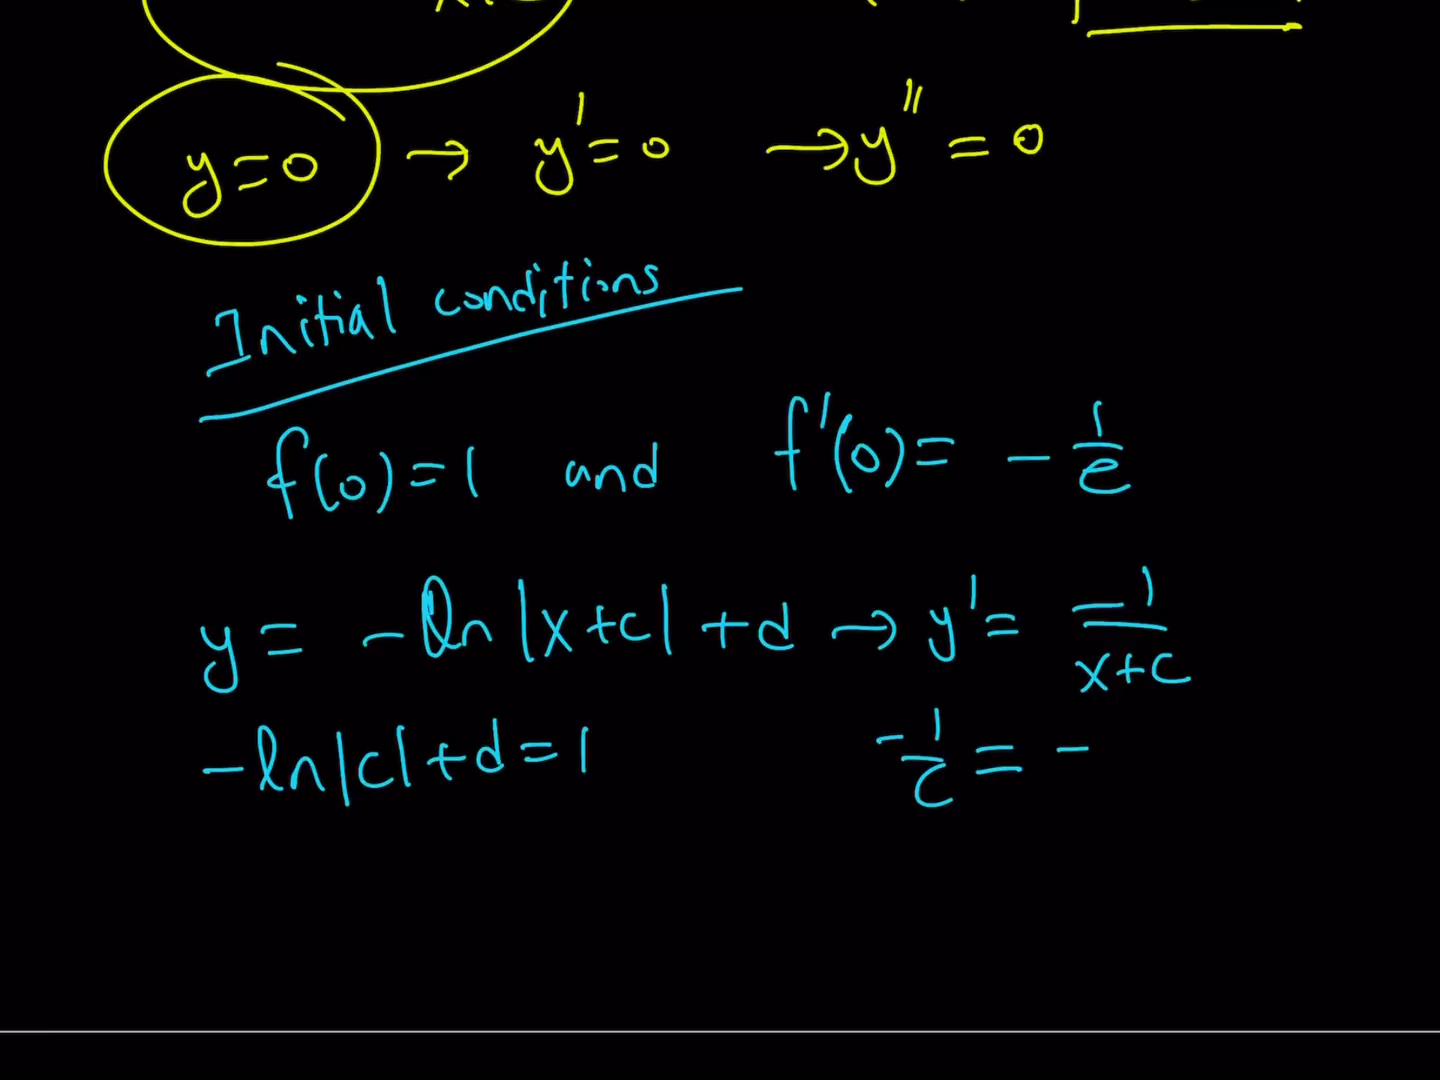 y=0 → y'=0 → y''=0
Initial conditions
f(0)=1 and f'(0)= -1/e
y= -ln|x+c|+d → y'= -1/(x+c)
-ln|c|+d=1 -1/c = -